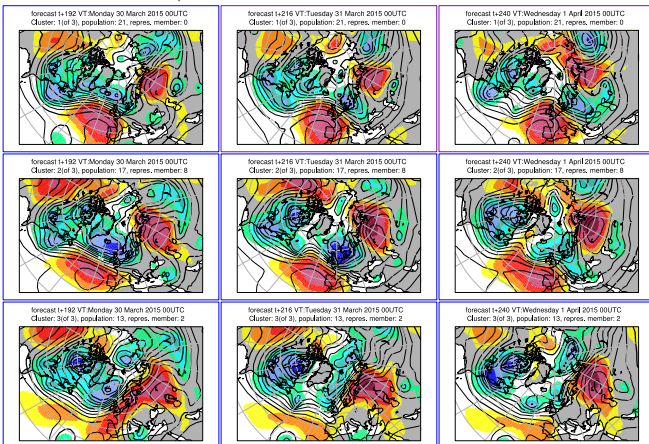 forecast t+192 VT:Monday 30 March 2015 00UTC
Cluster: 1(of 3), population: 21, repres. member: 0
forecast t+216 VT:Tuesday 31 March 2015 00UTC
Cluster: 1(of 3), population: 21, repres. member: 0
forecast t+240 VT:Wednesday 1 April 2015 00UTC
Cluster: 1(of 3), population: 21, repres. member: 0
forecast t+192 VT:Monday 30 March 2015 00UTC
Cluster: 2(of 3), population: 17, repres. member: 8
forecast t+216 VT:Tuesday 31 March 2015 00UTC
Cluster: 2(of 3), population: 17, repres. member: 8
forecast t+240 VT:Wednesday 1 April 2015 00UTC
Cluster: 2(of 3), population: 17, repres. member: 8
forecast t+192 VT:Monday 30 March 2015 00UTC
Cluster: 3(of 3), population: 13, repres. member: 2
forecast t+216 VT:Tuesday 31 March 2015 00UTC
Cluster: 3(of 3), population: 13, repres. member: 2
forecast t+240 VT:Wednesday 1 April 2015 00UTC
Cluster: 3(of 3), population: 13, repres. member: 2